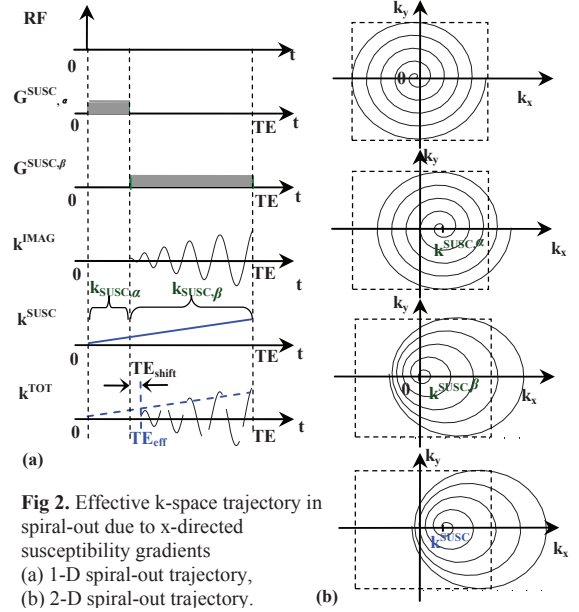 RF
0
t
G^SUSC,α
0
TE
t
G^SUSC,β
0
TE
t
k^IMAG
0
t
k_SUSC,α
k_SUSC,β
k^SUSC
0
TE
t
TE_shift
k^TOT
0
TE_eff
TE
t
(a)
Fig 2. Effective k-space trajectory in
spiral-out due to x-directed
susceptibility gradients
(a) 1-D spiral-out trajectory,
(b) 2-D spiral-out trajectory.
k_y
0
k_x
k_y
k^SUSC,α
k_x
k_y
0
k^SUSC,β
k_x
k_y
k^SUSC
k_x
(b)